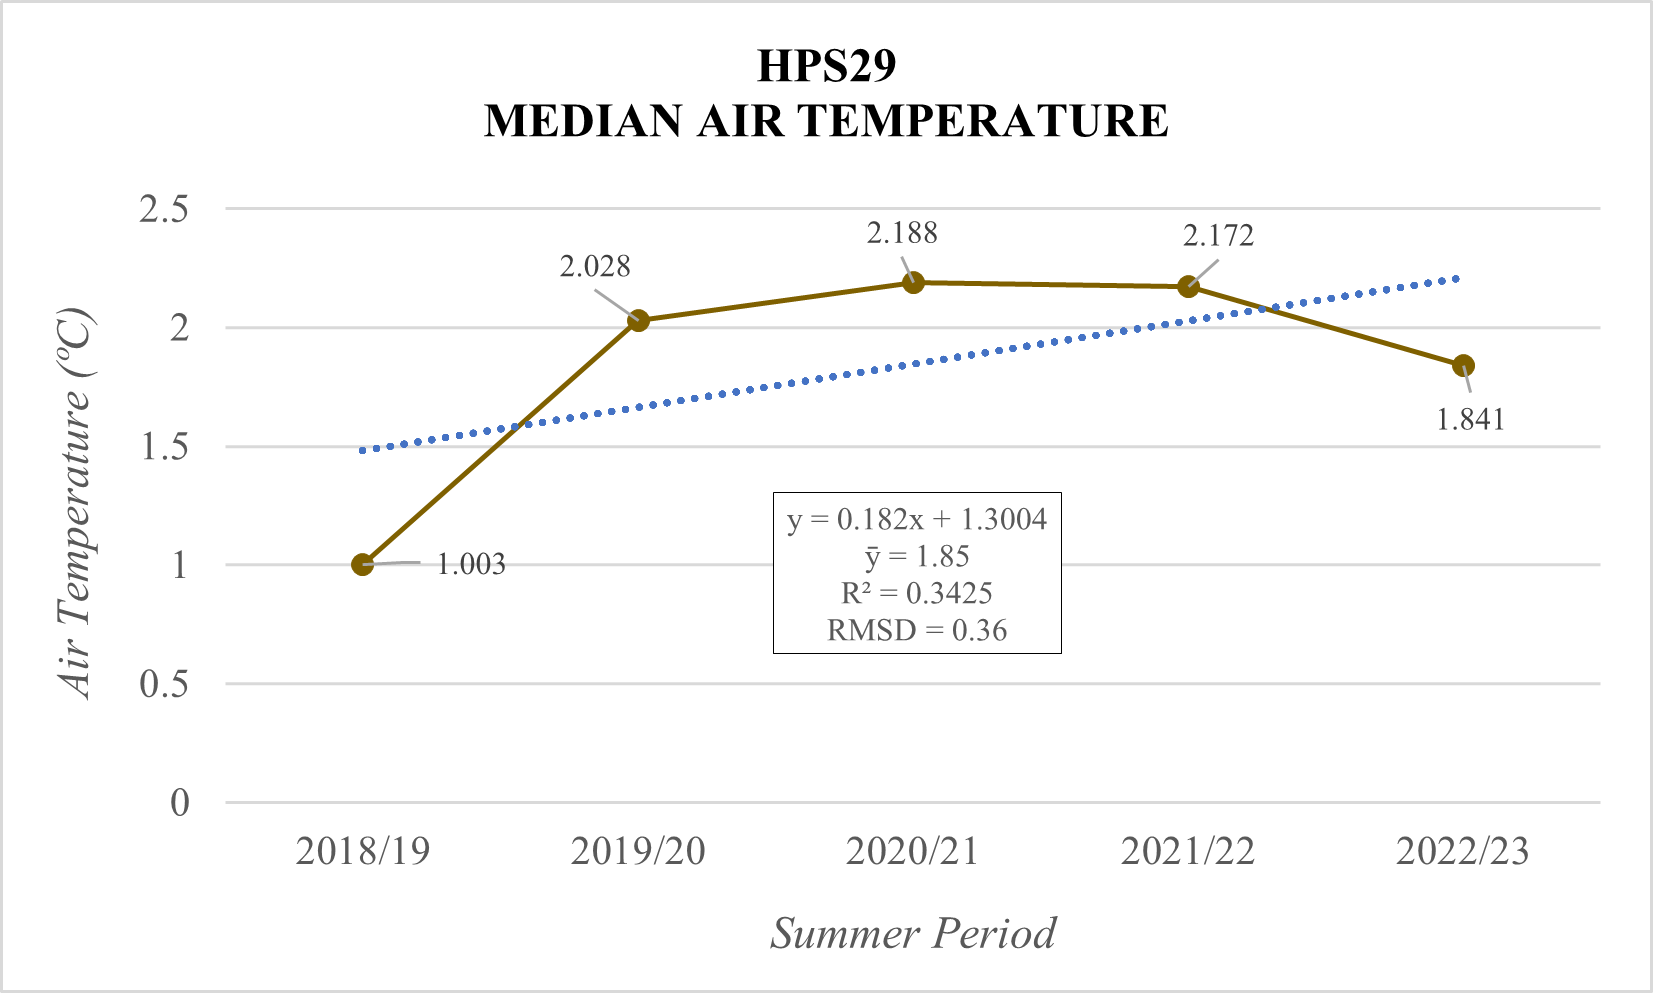 HPS29
MEDIAN AIR TEMPERATURE
2.5
2
1.5
1
0.5
0
Air Temperature (ºC)
1.003
2.028
2.188
2.172
1.841
y = 0.182x + 1.3004
ȳ = 1.85
R² = 0.3425
RMSD = 0.36
2018/19 2019/20 2020/21 2021/22 2022/23
Summer Period